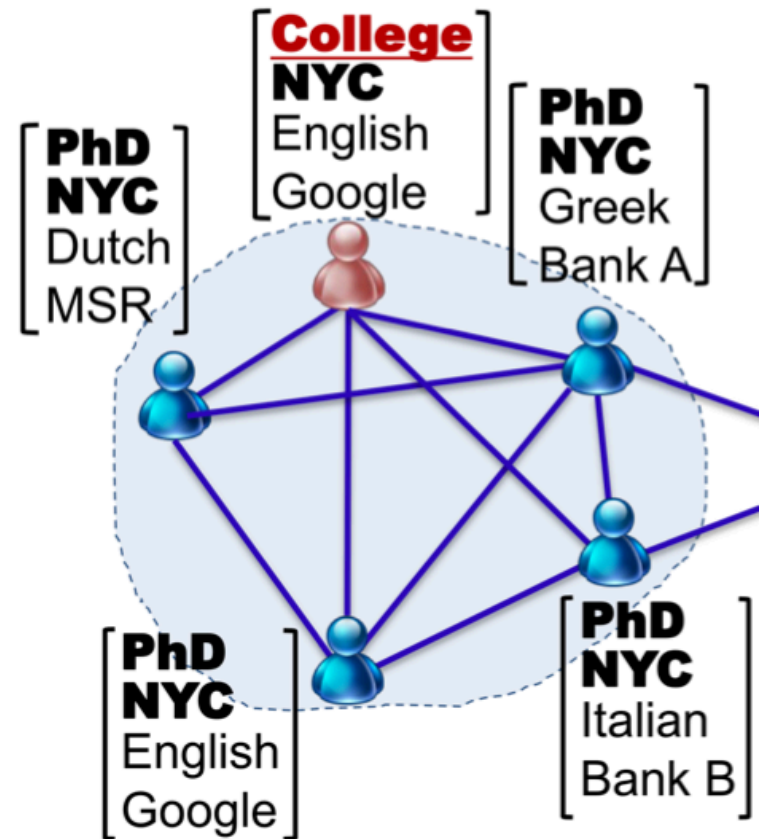 College
NYC
English
Google
PhD
NYC
Greek
Bank A
PhD
NYC
Dutch
MSR
PhD
NYC
English
Google
PhD
NYC
Italian
Bank B